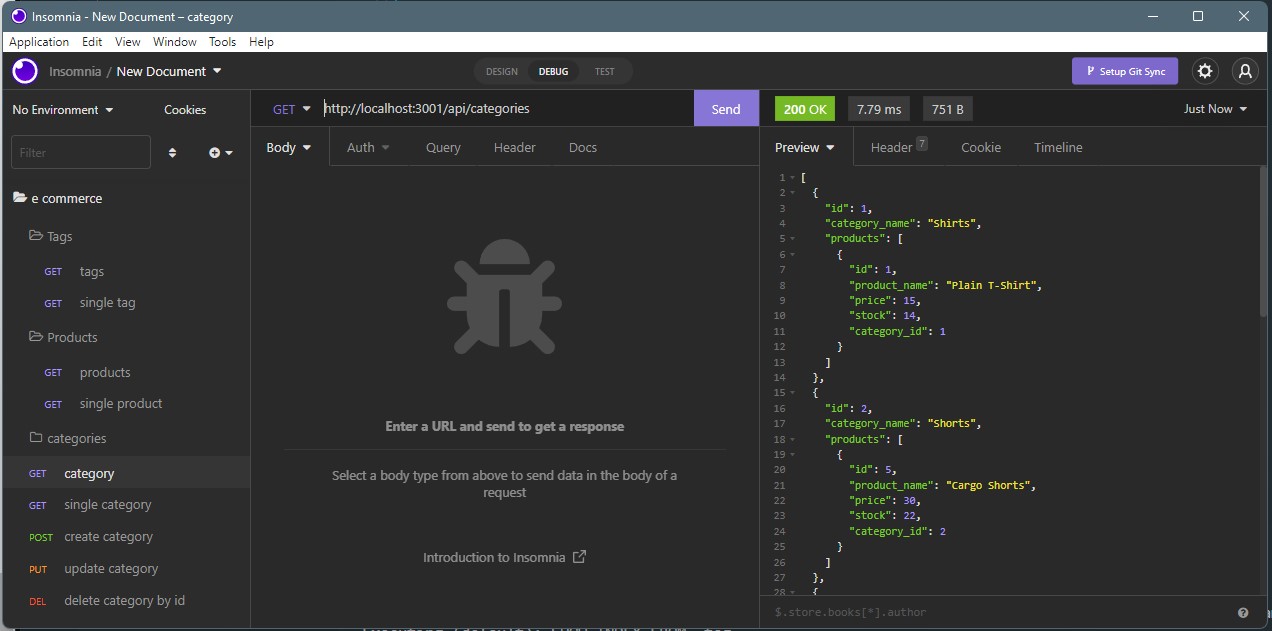 Insomnia - New Document – category
Application Edit View Window Tools Help
Insomnia / New Document
DESIGN DEBUG TEST
Setup Git Sync
No Environment Cookies
Filter
e commerce
Tags
GET tags
GET single tag
Products
GET products
GET single product
categories
GET category
GET single category
POST create category
PUT update category
DEL delete category by id
GET http://localhost:3001/api/categories Send
Body Auth Query Header Docs
Enter a URL and send to get a response
Select a body type from above to send data in the body of a
request
Introduction to Insomnia
200 OK 7.79 ms 751 B Just Now
Preview Header 7 Cookie Timeline
1 [
2 {
3 "id": 1,
4 "category_name": "Shirts",
5 "products": [
6 {
7 "id": 1,
8 "product_name": "Plain T-Shirt",
9 "price": 15,
10 "stock": 14,
11 "category_id": 1
12 }
13 ]
14 },
15 {
16 "id": 2,
17 "category_name": "Shorts",
18 "products": [
19 {
20 "id": 5,
21 "product_name": "Cargo Shorts",
22 "price": 30,
23 "stock": 22,
24 "category_id": 2
25 }
26 ]
27 },
28 {
$.store.books[*].author